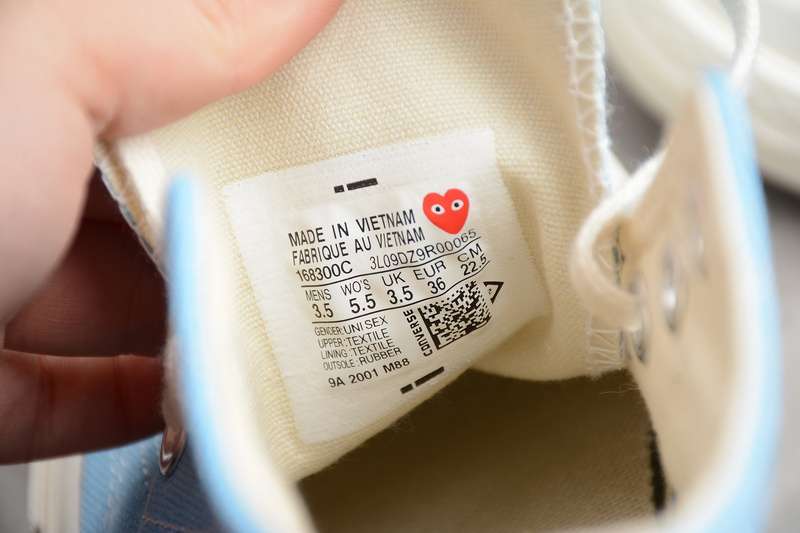 MADE IN VIETNAM
FABRIQUE AU VIETNAM
168300C 3L09DZ9R00065
MENS WO'S UK EUR CM
3.5 5.5 3.5 36 22.5
GENDER:UNISEX
UPPER:TEXTILE
LINING:TEXTILE
OUTSOLE:RUBBER
CONVERSE
9A 2001 M88